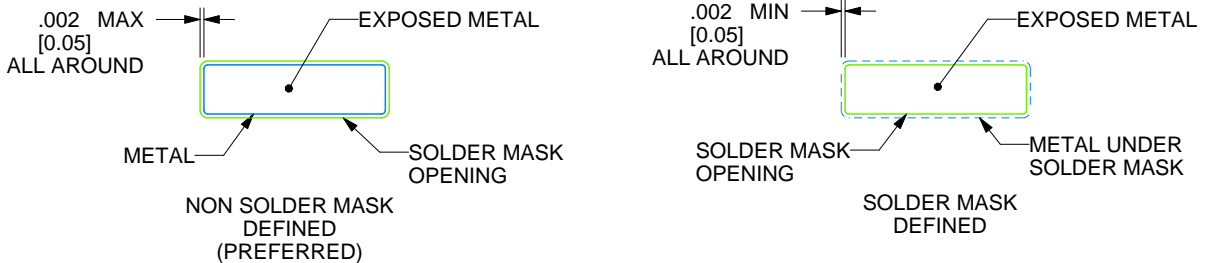 .002 MAX
[0.05]
ALL AROUND
EXPOSED METAL
METAL
SOLDER MASK
OPENING
NON SOLDER MASK
DEFINED
(PREFERRED)
.002 MIN
[0.05]
ALL AROUND
EXPOSED METAL
SOLDER MASK
OPENING
METAL UNDER
SOLDER MASK
SOLDER MASK
DEFINED